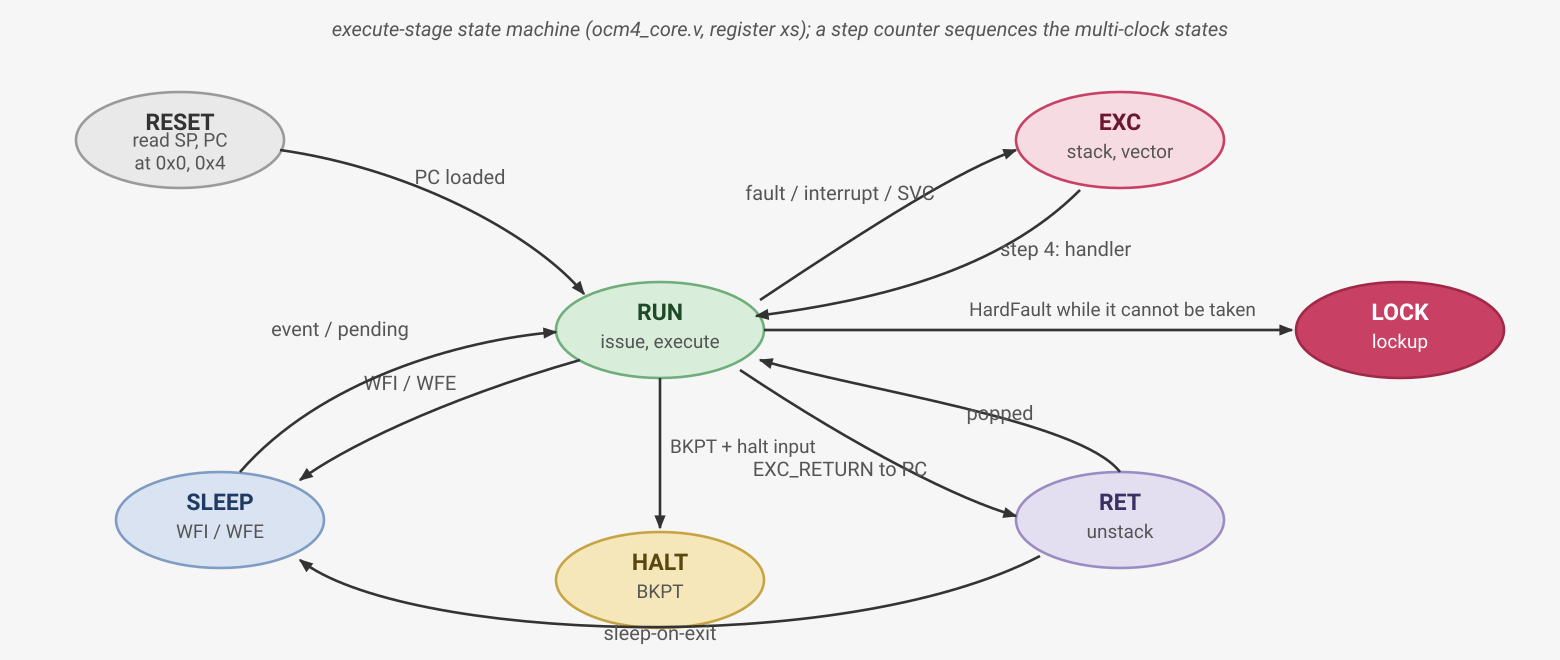 execute-stage state machine (ocm4_core.v, register xs); a step counter sequences the multi-clock states
RESET
read SP, PC
at 0x0, 0x4
EXC
stack, vector
PC loaded
fault / interrupt / SVC
step 4: handler
RUN
issue, execute
HardFault while it cannot be taken
LOCK
lockup
event / pending
WFI / WFE
popped
BKPT + halt input
EXC_RETURN to PC
SLEEP
WFI / WFE
RET
unstack
HALT
BKPT
sleep-on-exit